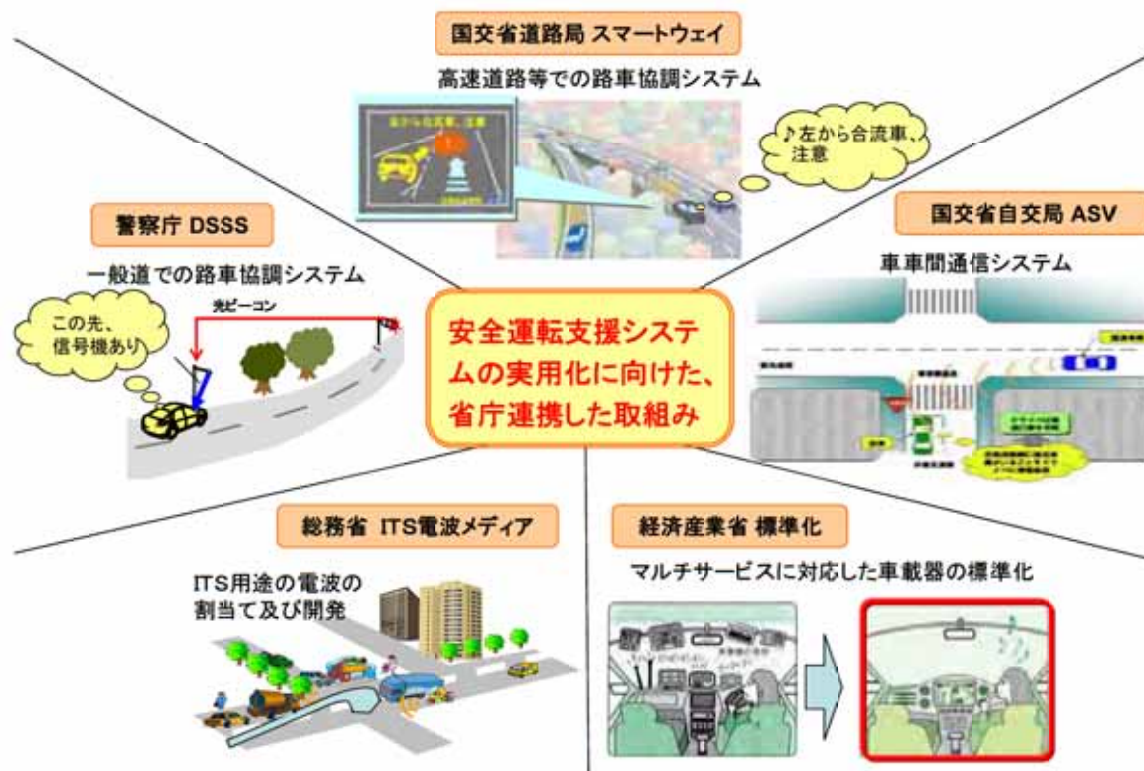 国交省道路局 スマートウェイ
高速道路等での路車協調システム
♪左から合流車、
注意
警察庁 DSSS
一般道での路車協調システム
光ビーコン
この先、
信号機あり
国交省自交局 ASV
車車間通信システム
安全運転支援システ
ムの実用化に向けた、
省庁連携した取組み
総務省 ITS電波メディア
ITS用途の電波の
割当て及び開発
経済産業省 標準化
マルチサービスに対応した車載器の標準化